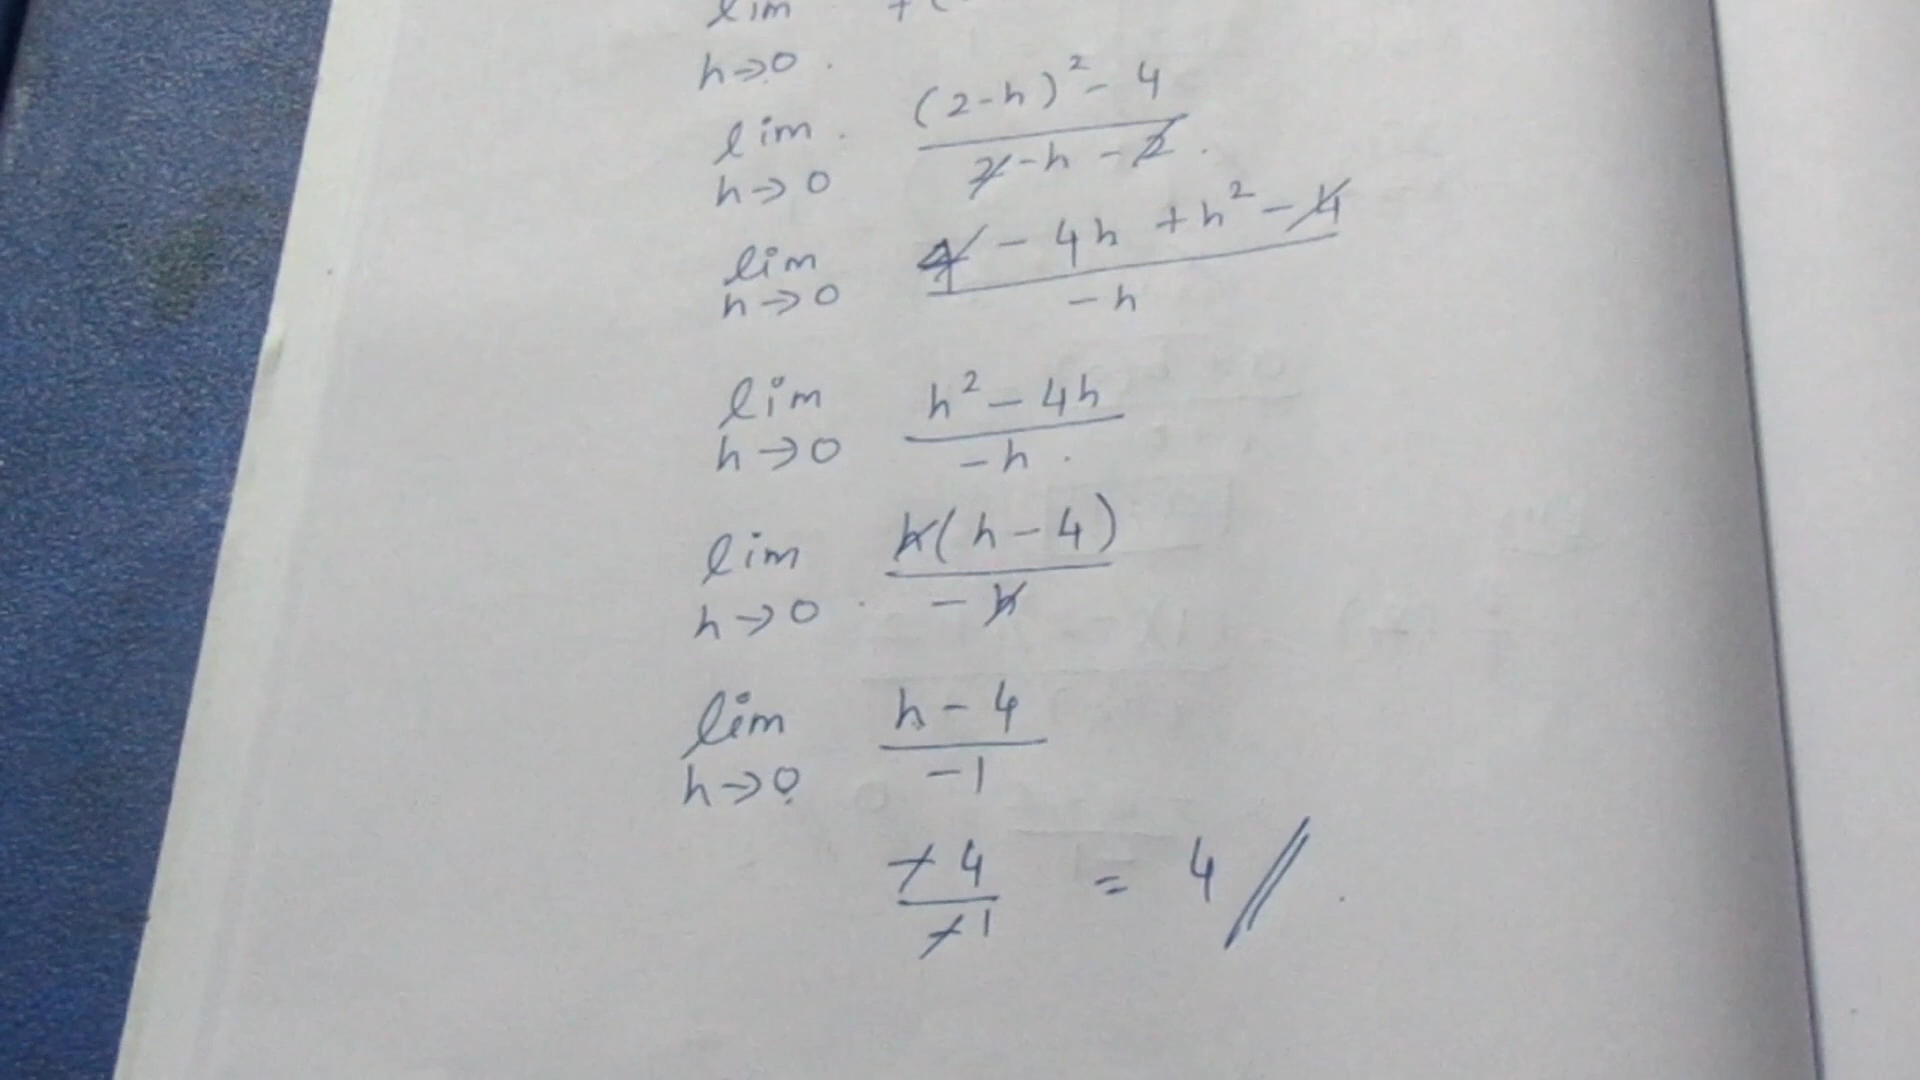 lim
h→0
lim (2-h)² - 4
h→0 2 - h - 2
lim 4 - 4h + h² - 4
h→0 -h
lim h² - 4h
h→0 -h
lim h(h-4)
h→0 -h
lim h-4
h→0 -1
-4 = 4
-1